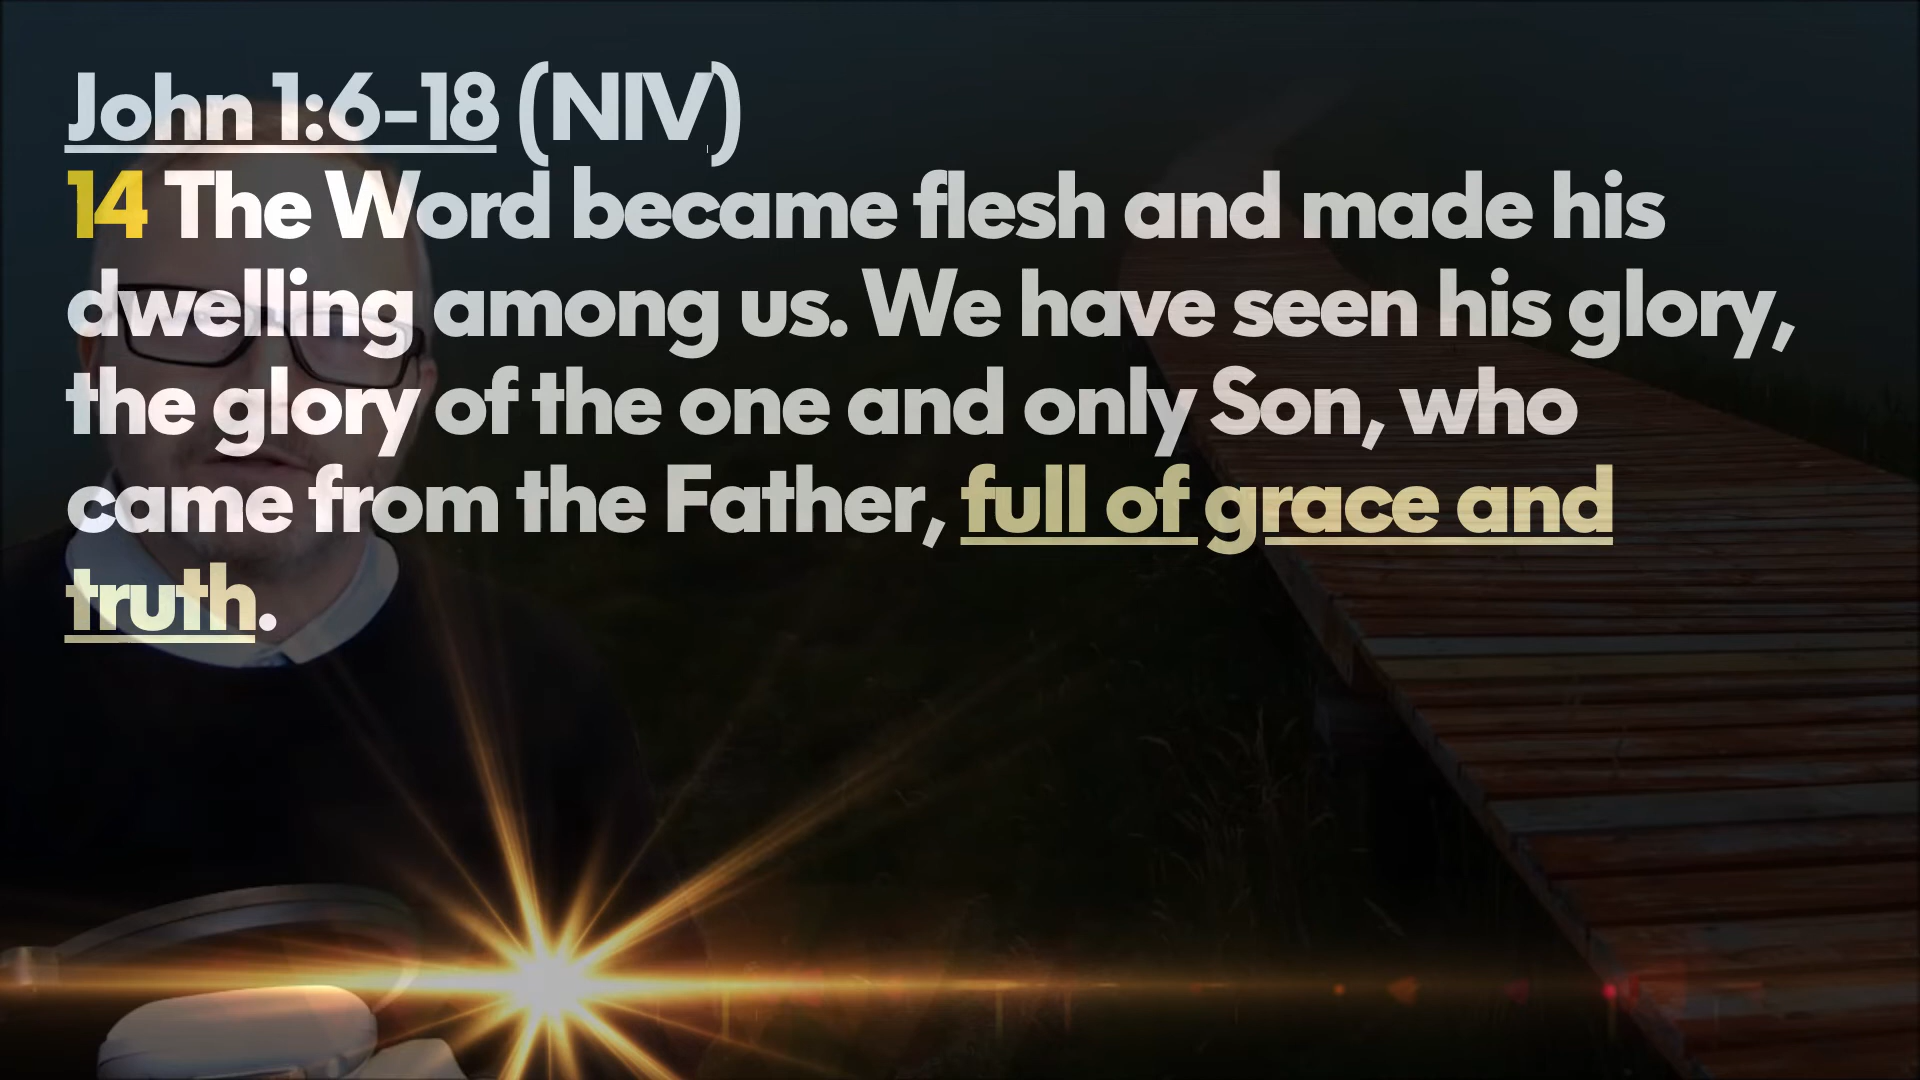 John 1:6-18 (NIV)
14 The Word became flesh and made his
dwelling among us. We have seen his glory,
the glory of the one and only Son, who
came from the Father, full of grace and
truth.